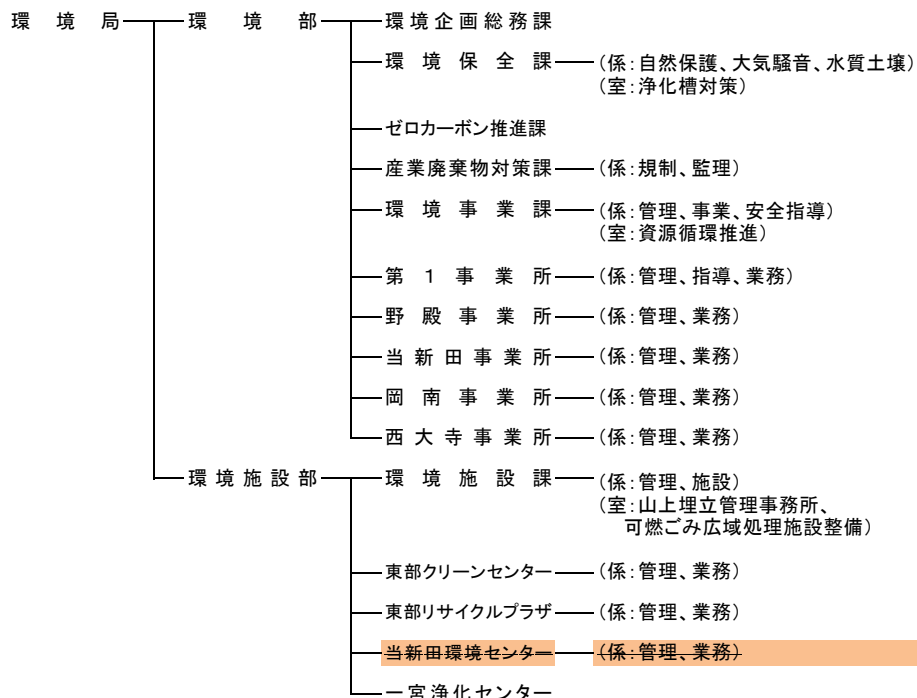 環境局 環境部 環境企画総務課
環境保全課 (係:自然保護、大気騒音、水質土壌)
(室:浄化槽対策)
ゼロカーボン推進課
産業廃棄物対策課 (係:規制、監理)
環境事業課 (係:管理、事業、安全指導)
(室:資源循環推進)
第1事業所 (係:管理、指導、業務)
野殿事業所 (係:管理、業務)
当新田事業所 (係:管理、業務)
岡南事業所 (係:管理、業務)
西大寺事業所 (係:管理、業務)
環境施設部 環境施設課 (係:管理、施設)
(室:山上埋立管理事務所、
可燃ごみ広域処理施設整備)
東部クリーンセンター (係:管理、業務)
東部リサイクルプラザ (係:管理、業務)
当新田環境センター (係:管理、業務)
一宮浄化センター